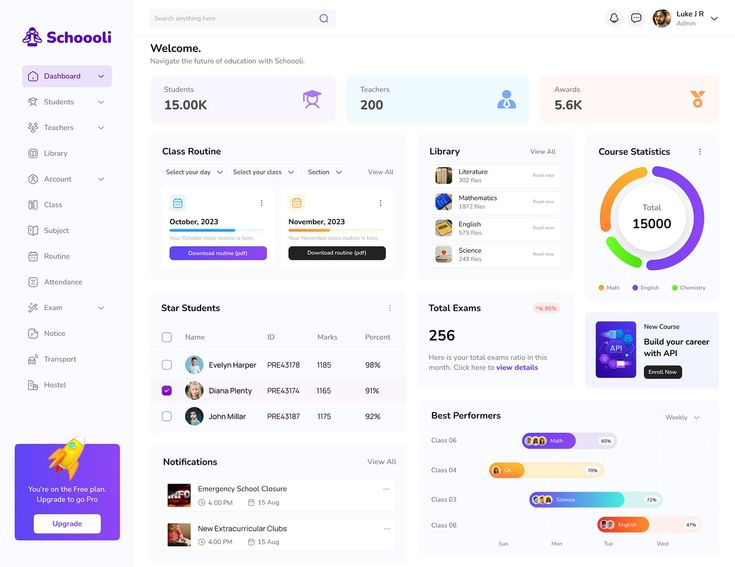 Schoooli
Dashboard
Students
Teachers
Library
Account
Class
Subject
Routine
Attendance
Exam
Notice
Transport
Hostel
You're on the Free plan.
Upgrade to go Pro
Upgrade
Search anything here
Luke J R
Admin
Welcome.
Navigate the future of education with Schoooli.
Students
15.00K
Teachers
200
Awards
5.6K
Class Routine
Select your day
Select your class
Section
View All
October, 2023
Your October class routine is here.
Download routine (pdf)
November, 2023
Your November class routine is here.
Download routine (pdf)
Library
View All
Literature
302 files
Read now
Mathematics
1872 files
Read now
English
575 files
Read now
Science
249 files
Read now
Course Statistics
Total
15000
Math
English
Chemistry
Star Students
Name ID Marks Percent
Evelyn Harper PRE43178 1185 98%
Diana Plenty PRE43174 1165 91%
John Millar PRE43187 1175 92%
Total Exams
80%
256
Here is your total exams ratio in this
month. Click here to view details
API
New Course
Build your career
with API
Enroll Now
Notifications
View All
INFO
Emergency School Closure
4:00 PM 15 Aug
New Extracurricular Clubs
4:00 PM 15 Aug
Best Performers
Weekly
Class 06 Math 60%
Class 04 GK 70%
Class 03 Science 72%
Class 08 English 47%
Sun Mon Tue Wed